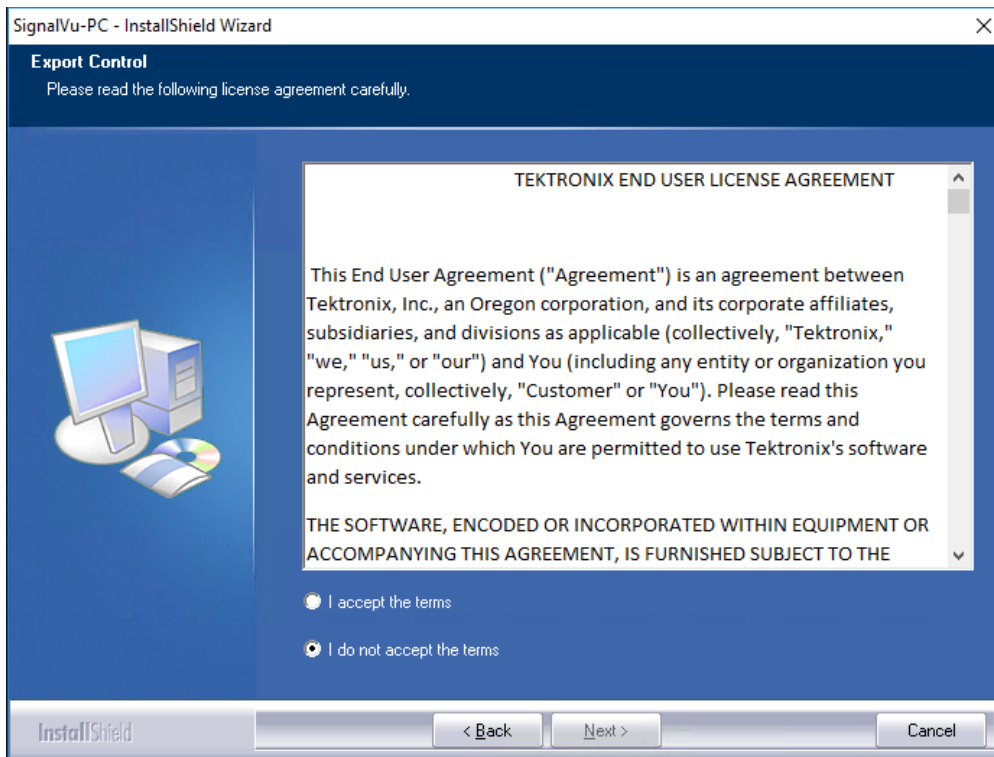 SignalVu-PC - InstallShield Wizard
Export Control
Please read the following license agreement carefully.
TEKTRONIX END USER LICENSE AGREEMENT
This End User Agreement ("Agreement") is an agreement between
Tektronix, Inc., an Oregon corporation, and its corporate affiliates,
subsidiaries, and divisions as applicable (collectively, "Tektronix,"
"we," "us," or "our") and You (including any entity or organization you
represent, collectively, "Customer" or "You"). Please read this
Agreement carefully as this Agreement governs the terms and
conditions under which You are permitted to use Tektronix's software
and services.
THE SOFTWARE, ENCODED OR INCORPORATED WITHIN EQUIPMENT OR
ACCOMPANYING THIS AGREEMENT, IS FURNISHED SUBJECT TO THE
I accept the terms
I do not accept the terms
InstallShield
< Back
Next >
Cancel